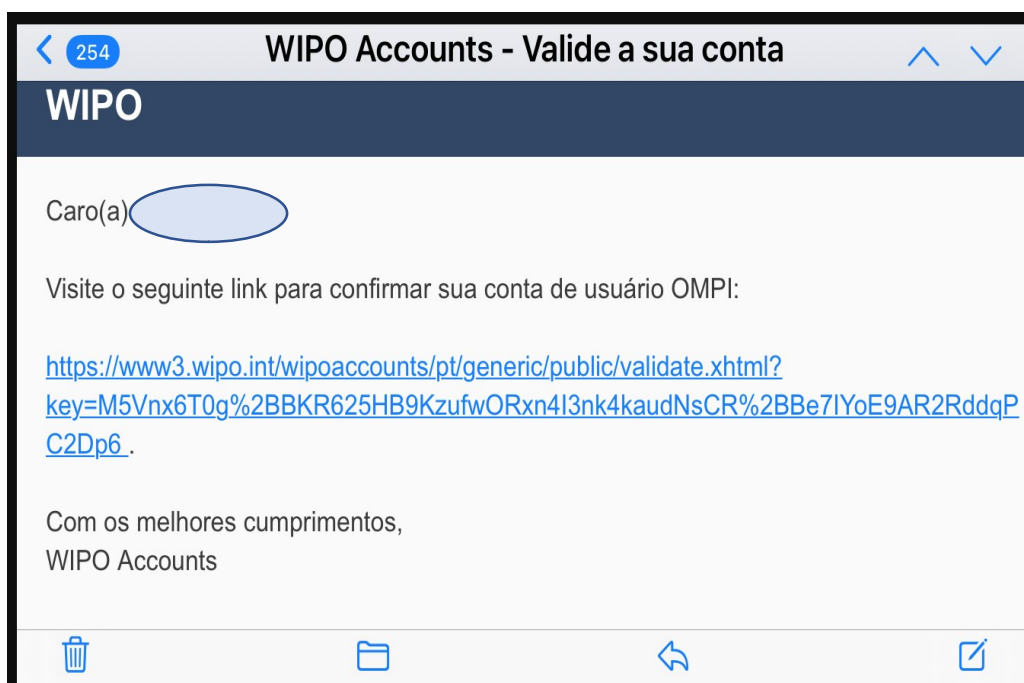 254
WIPO Accounts - Valide a sua conta
WIPO
Caro(a)
Visite o seguinte link para confirmar sua conta de usuário OMPI:
https://www3.wipo.int/wipoaccounts/pt/generic/public/validate.xhtml?
key=M5Vnx6T0g%2BBKR625HB9KzufwORxn4I3nk4kaudNsCR%2BBe7IYoE9AR2RddqP
C2Dp6 .
Com os melhores cumprimentos,
WIPO Accounts